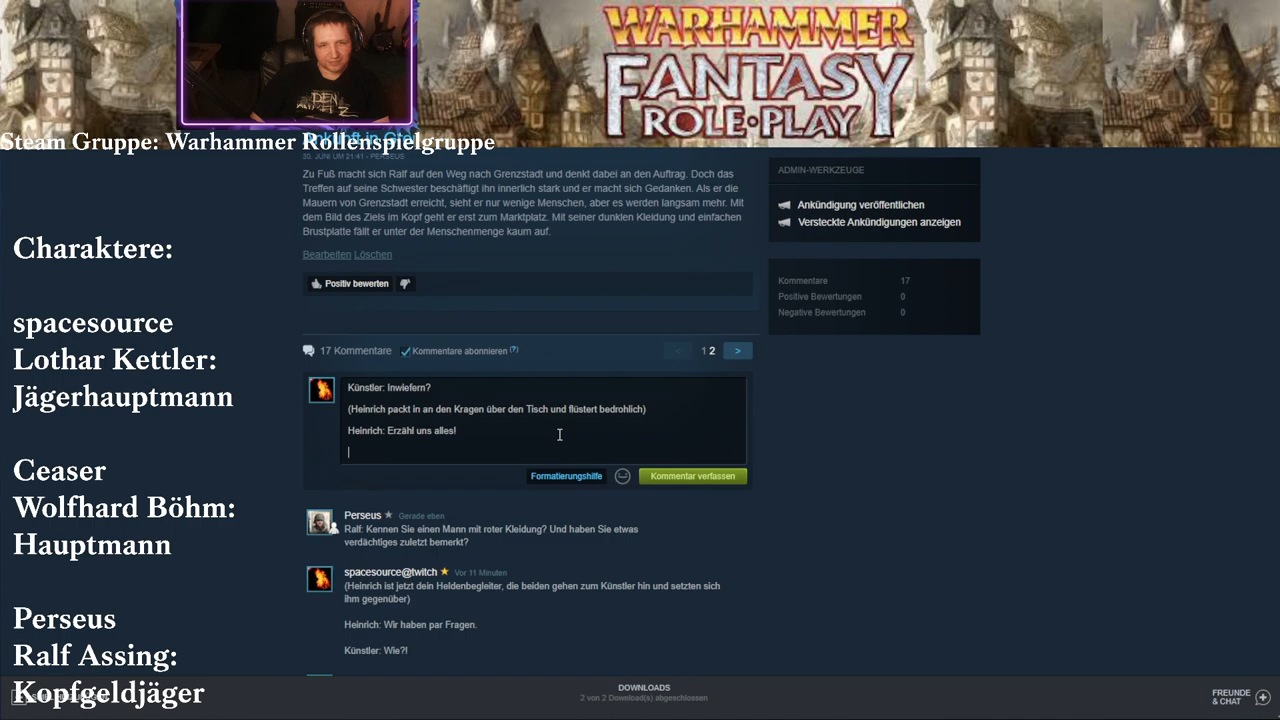 WARHAMMER
FANTASY
ROLE•PLAY
DEN
Steam Gruppe: Warhammer Rollenspielgruppe
30. JUNI UM 21:41 - PERSEUS
Zu Fuß macht sich Ralf auf den Weg nach Grenzstadt und denkt dabei an den Auftrag. Doch das
Treffen auf seine Schwester beschäftigt ihn innerlich stark und er macht sich Gedanken. Als er die
Mauern von Grenzstadt erreicht, sieht er nur wenige Menschen, aber es werden langsam mehr. Mit
dem Bild des Ziels im Kopf geht er erst zum Marktplatz. Mit seiner dunklen Kleidung und einfachen
Brustplatte fällt er unter der Menschenmenge kaum auf.
Bearbeiten Löschen
Positiv bewerten
ADMIN-WERKZEUGE
Ankündigung veröffentlichen
Versteckte Ankündigungen anzeigen
Kommentare 17
Positive Bewertungen 0
Negative Bewertungen 0
Charaktere:
spacesource
Lothar Kettler:
Jägerhauptmann
Ceaser
Wolfhard Böhm:
Hauptmann
Perseus
Ralf Assing:
Kopfgeldjäger
17 Kommentare Kommentare abonnieren (?) < 1 2 >
Künstler: Inwiefern?
(Heinrich packt in an den Kragen über den Tisch und flüstert bedrohlich)
Heinrich: Erzähl uns alles!
Formatierungshilfe Kommentar verfassen
Perseus Gerade eben
Ralf: Kennen Sie einen Mann mit roter Kleidung? Und haben Sie etwas
verdächtiges zuletzt bemerkt?
spacesource@twitch Vor 11 Minuten
(Heinrich ist jetzt dein Heldenbegleiter, die beiden gehen zum Künstler hin und setzten sich
ihm gegenüber)
Heinrich: Wir haben par Fragen.
Künstler: Wie?!
DOWNLOADS
2 von 2 Download(s) abgeschlossen
FREUNDE
& CHAT